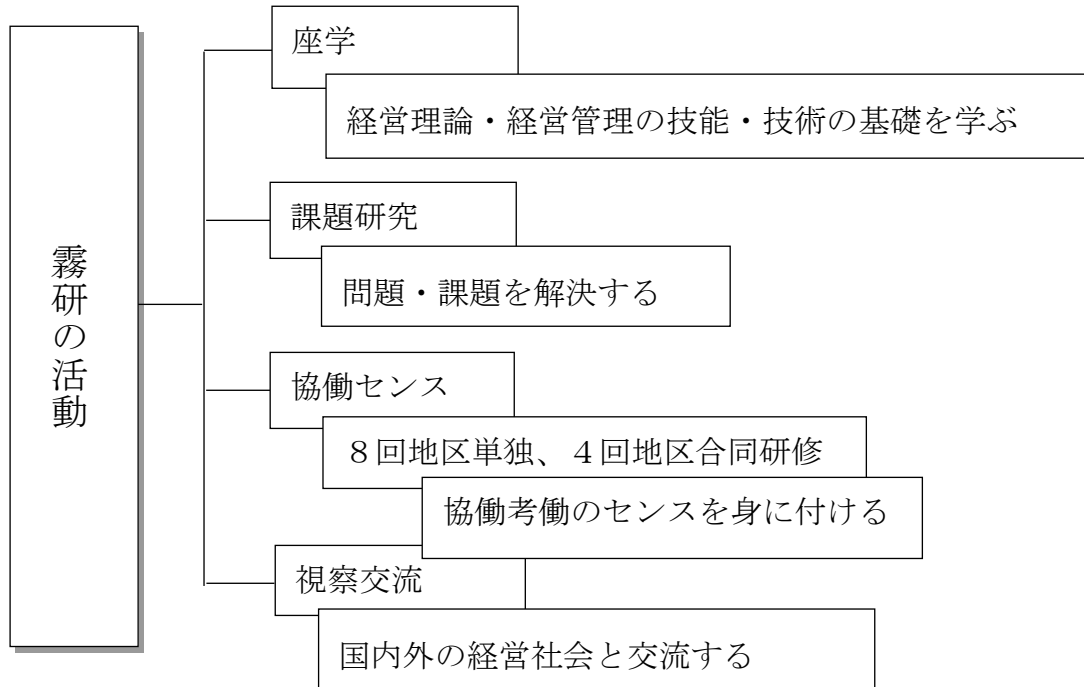 霧研の活動
座学
経営理論・経営管理の技能・技術の基礎を学ぶ
課題研究
問題・課題を解決する
協働センス
８回地区単独、４回地区合同研修
協働考働のセンスを身に付ける
視察交流
国内外の経営社会と交流する